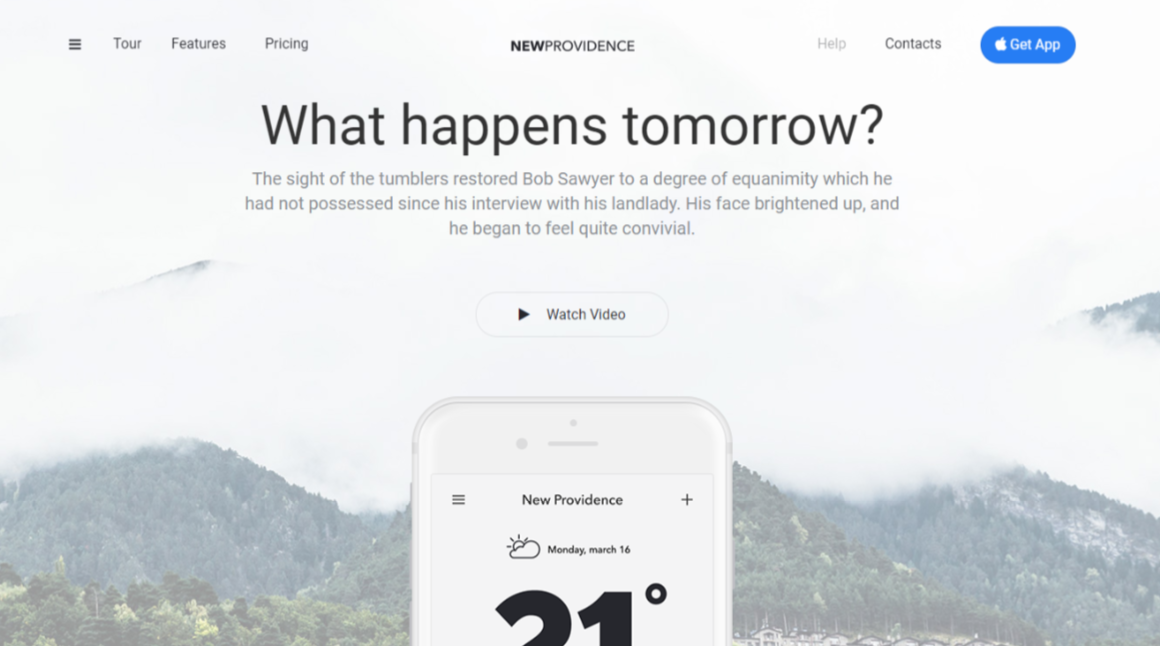 Tour Features Pricing NEWPROVIDENCE Help Contacts Get App
What happens tomorrow?
The sight of the tumblers restored Bob Sawyer to a degree of equanimity which he
had not possessed since his interview with his landlady. His face brightened up, and
he began to feel quite convivial.
Watch Video
New Providence
Monday, march 16
21°